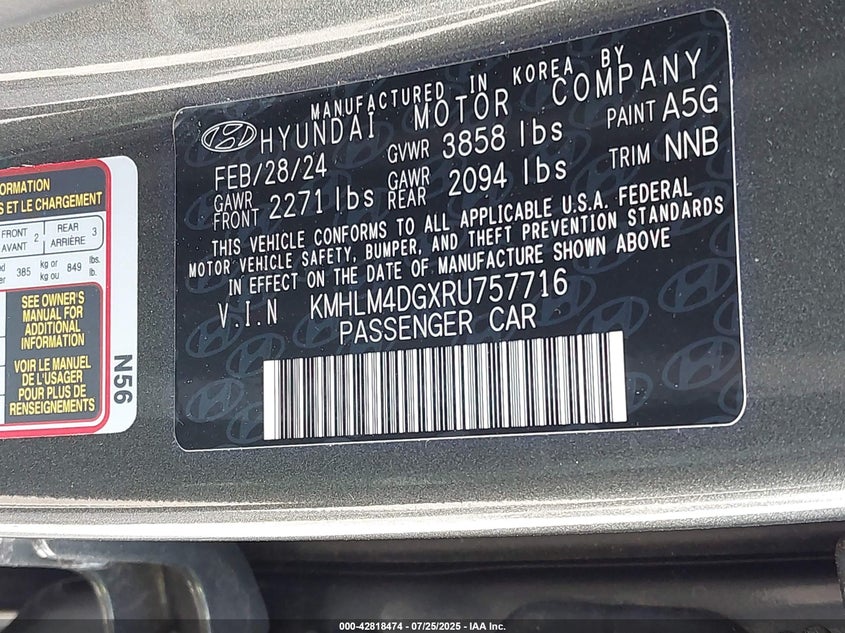 MANUFACTURED IN KOREA BY
HYUNDAI MOTOR COMPANY
FEB/28/24 GVWR 3858 lbs PAINT A5G
GAWR FRONT 2271 lbs GAWR REAR 2094 lbs TRIM NNB
THIS VEHICLE CONFORMS TO ALL APPLICABLE U.S.A. FEDERAL
MOTOR VEHICLE SAFETY, BUMPER, AND THEFT PREVENTION STANDARDS
IN EFFECT ON THE DATE OF MANUFACTURE SHOWN ABOVE
V.I.N KMHLM4DGXRU757716
PASSENGER CAR
FORMATION
ET LE CHARGEMENT
FRONT 2 REAR 3
AVANT ARRIÈRE
385 kg or 849 lbs.
kg ou lb.
SEE OWNER'S
MANUAL FOR
ADDITIONAL
INFORMATION
VOIR LE MANUEL
DE L'USAGER
POUR PLUS DE
RENSEIGNEMENTS
N56
000-42818474 - 07/25/2025 - IAA Inc.